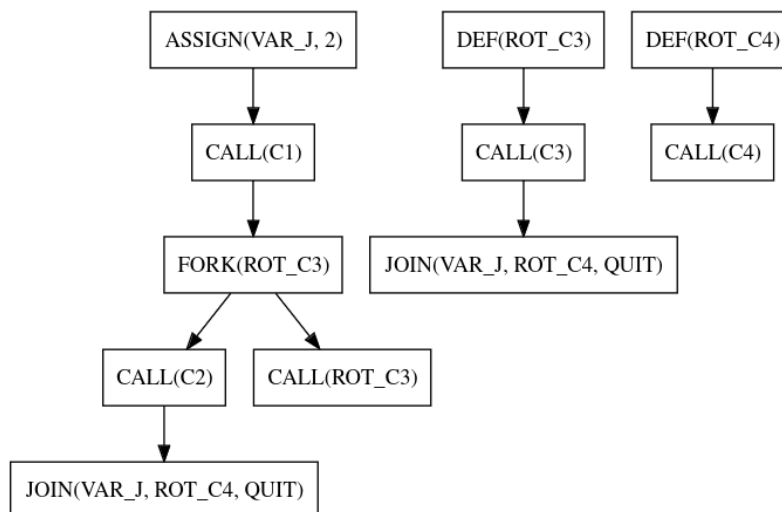 ASSIGN(VAR_J, 2)
DEF(ROT_C3)
DEF(ROT_C4)
CALL(C1)
CALL(C3)
CALL(C4)
FORK(ROT_C3)
JOIN(VAR_J, ROT_C4, QUIT)
CALL(C2)
CALL(ROT_C3)
JOIN(VAR_J, ROT_C4, QUIT)